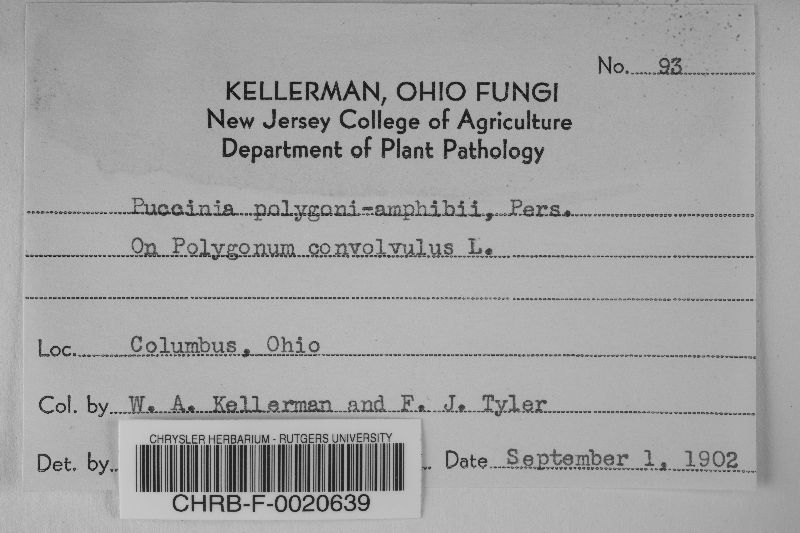 No. 93
KELLERMAN, OHIO FUNGI
New Jersey College of Agriculture
Department of Plant Pathology
Puccinia polygoni-amphibii, Pers.
On Polygonum convolvulus L.
Loc. Columbus, Ohio
Col. by W. A. Kellerman and F. J. Tyler
Det. by Date September 1, 1902
CHRYSLER HERBARIUM - RUTGERS UNIVERSITY
CHRB-F-0020639